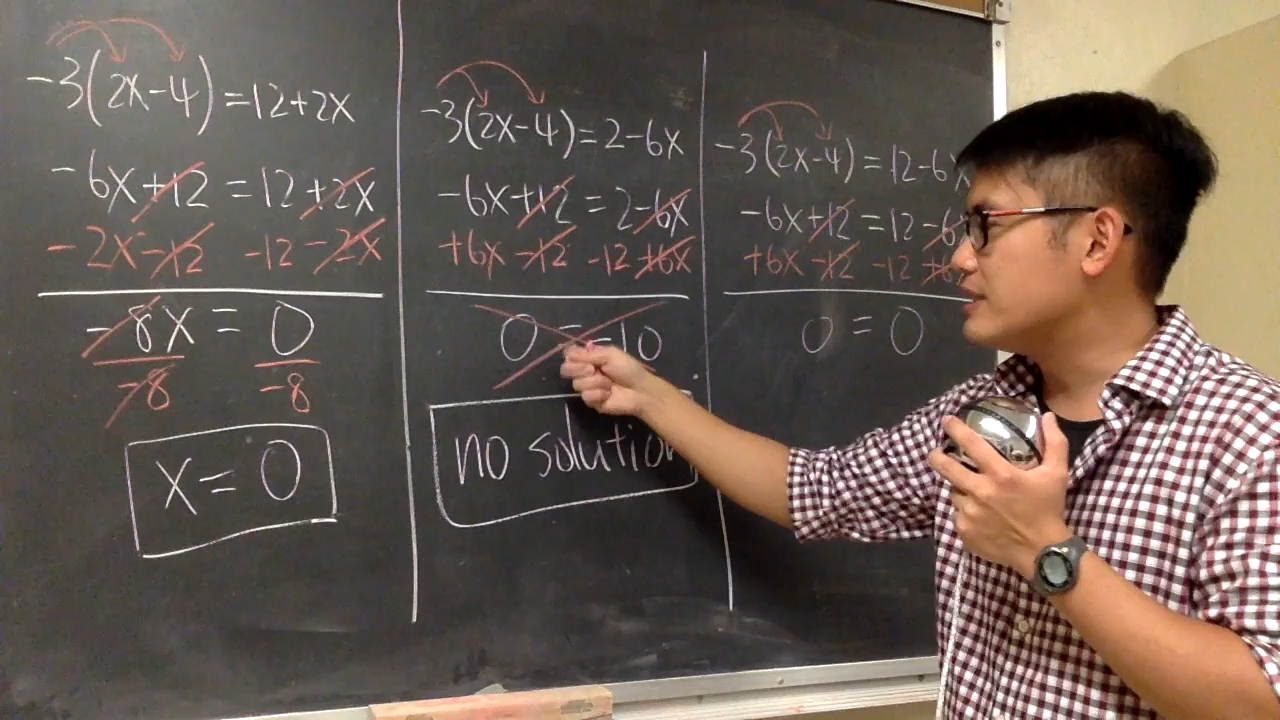 -3(2x-4)=12+2x
-6x+12=12+2x
-2x-12 -12-2x
-8x=0
-8 -8
x=0
-3(2x-4)=2-6x
-6x+12=2-6x
+6x-12 -12+6x
0=-10
no solution
-3(2x-4)=12-6x
-6x+12=12-6
+6x-12 -12+6
0=0